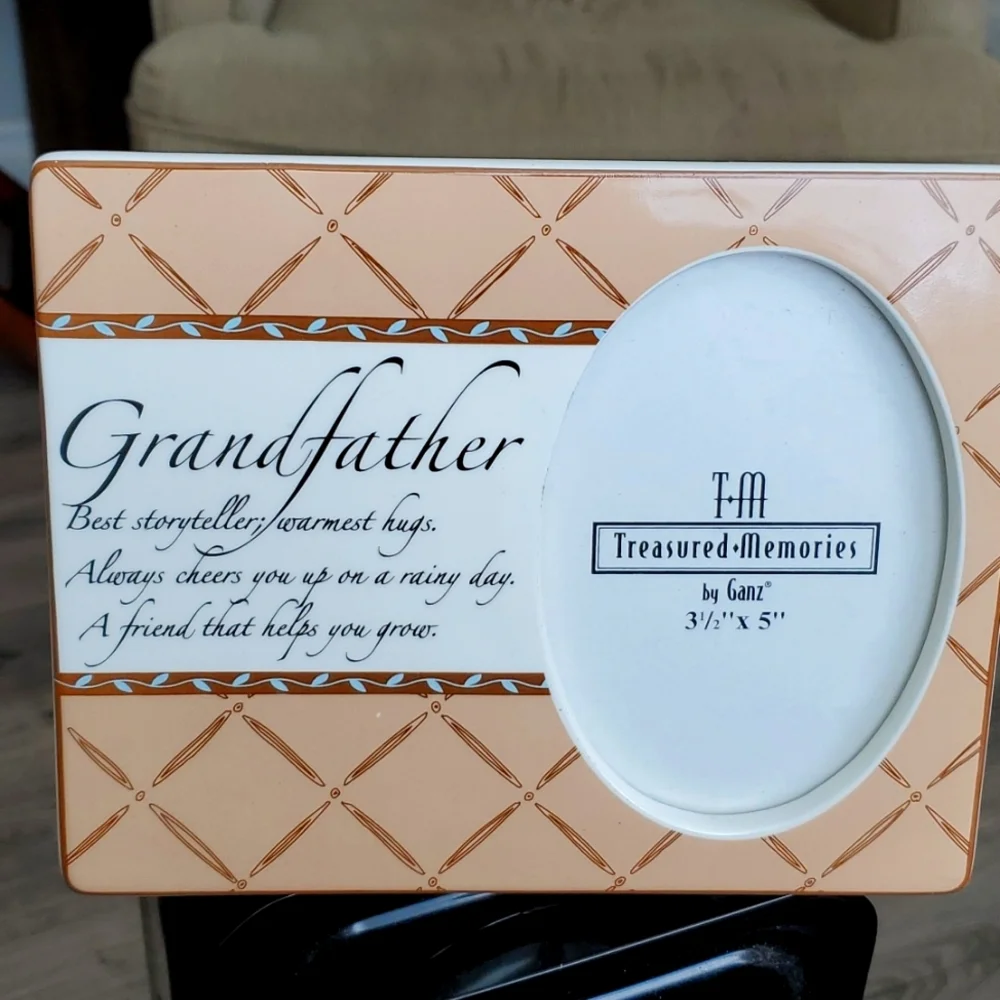 Grandfather
Best storyteller; warmest hugs.
Always cheers you up on a rainy day.
A friend that helps you grow.
T•M
Treasured•Memories
by Ganz®
3½"x 5"